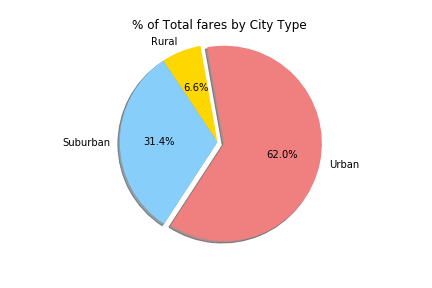 % of Total fares by City Type
Rural
6.6%
Suburban
31.4%
62.0%
Urban